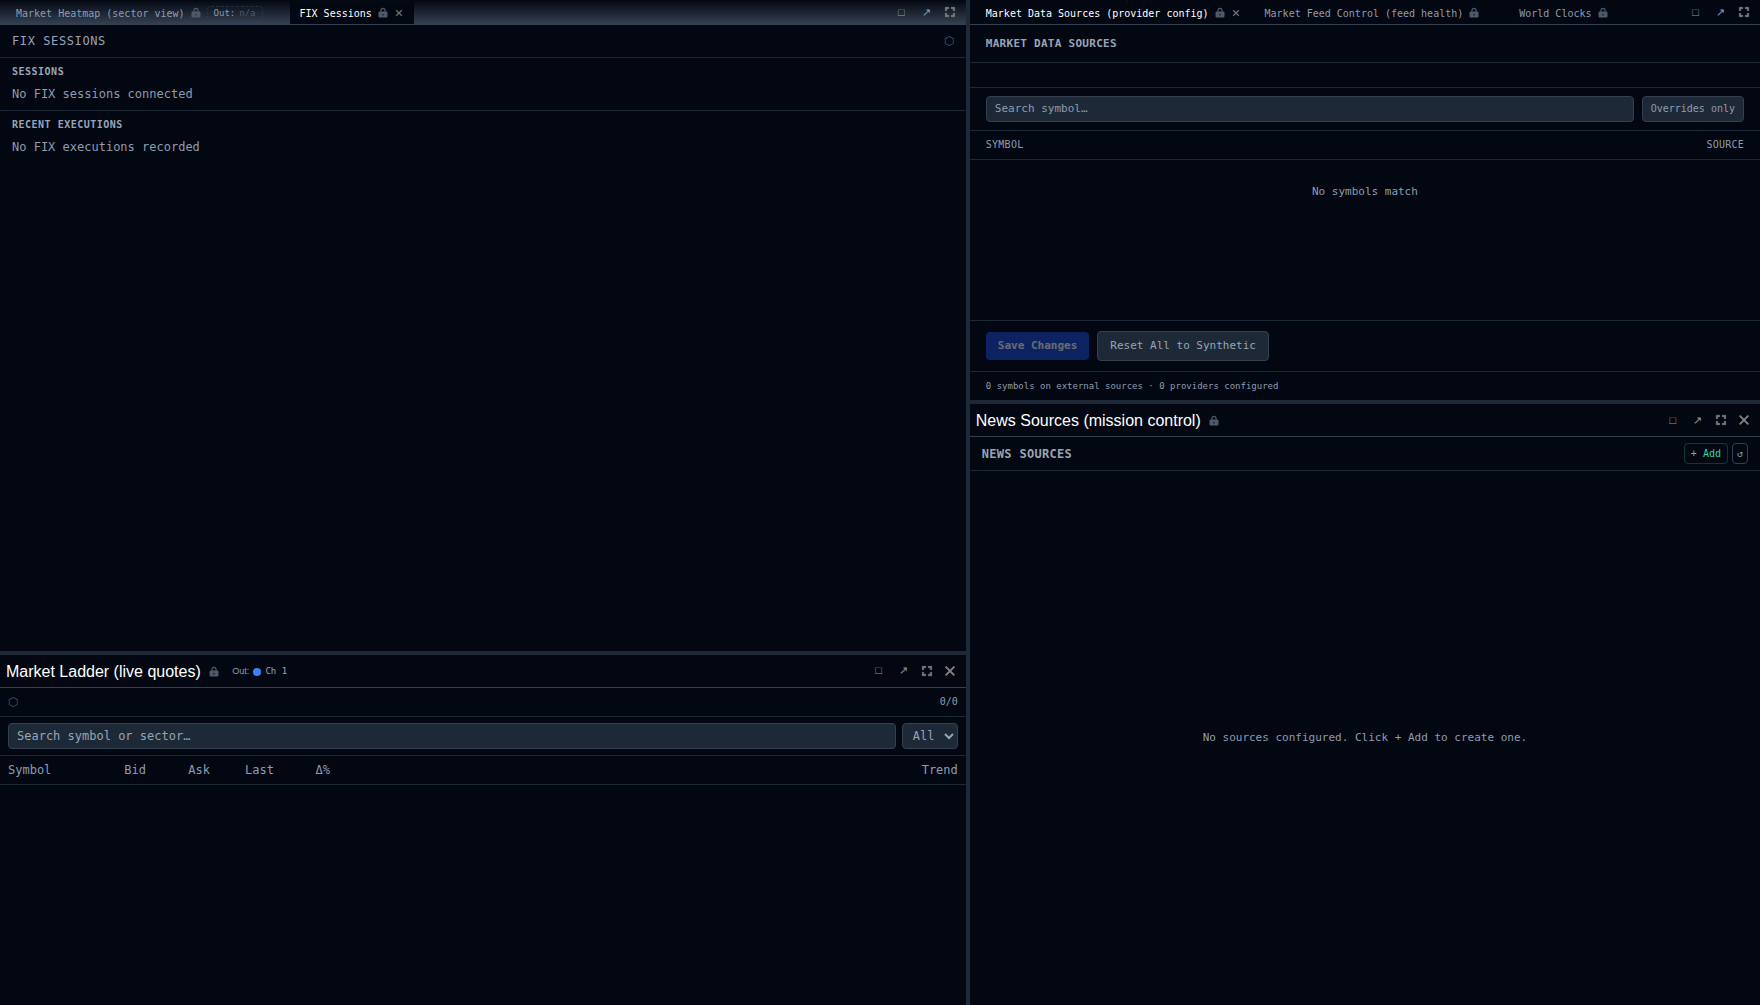 Market Heatmap (sector view) Out: n/a
FIX Sessions
FIX SESSIONS
SESSIONS
No FIX sessions connected
RECENT EXECUTIONS
No FIX executions recorded
Market Ladder (live quotes) Out: Ch 1
0/0
Search symbol or sector…
All
Symbol Bid Ask Last Δ% Trend
Market Data Sources (provider config) Market Feed Control (feed health) World Clocks
MARKET DATA SOURCES
Search symbol… Overrides only
SYMBOL SOURCE
No symbols match
Save Changes Reset All to Synthetic
0 symbols on external sources · 0 providers configured
News Sources (mission control)
NEWS SOURCES + Add ↺
No sources configured. Click + Add to create one.